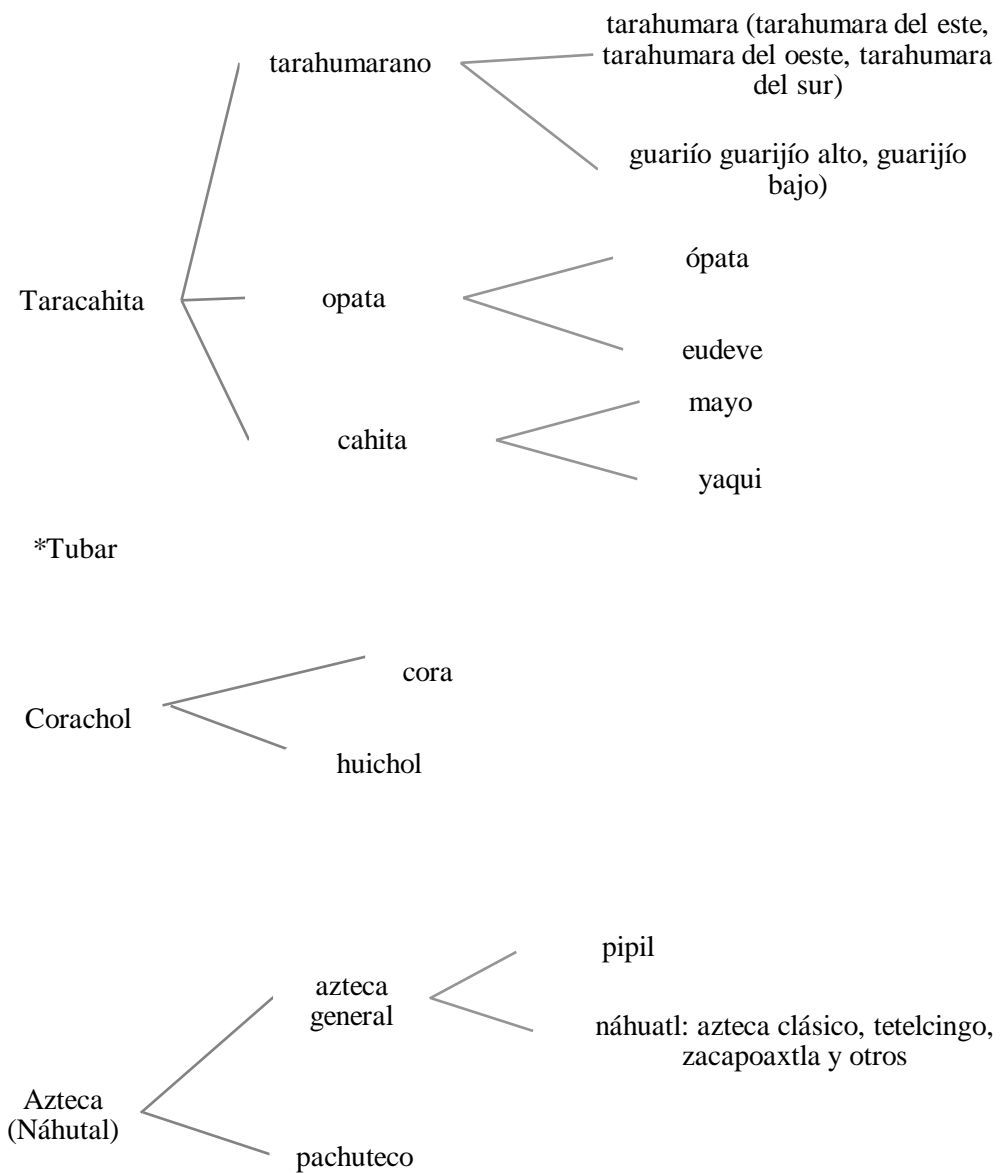 tarahumara (tarahumara del este,
tarahumara del oeste, tarahumara
del sur)
tarahumarano
guariío guarijío alto, guarijío
bajo)
ópata
Taracahita
opata
eudeve
mayo
cahita
yaqui
*Tubar
cora
Corachol
huichol
pipil
azteca
general
náhuatl: azteca clásico, tetelcingo,
zacapoaxtla y otros
Azteca
(Náhutal)
pachuteco